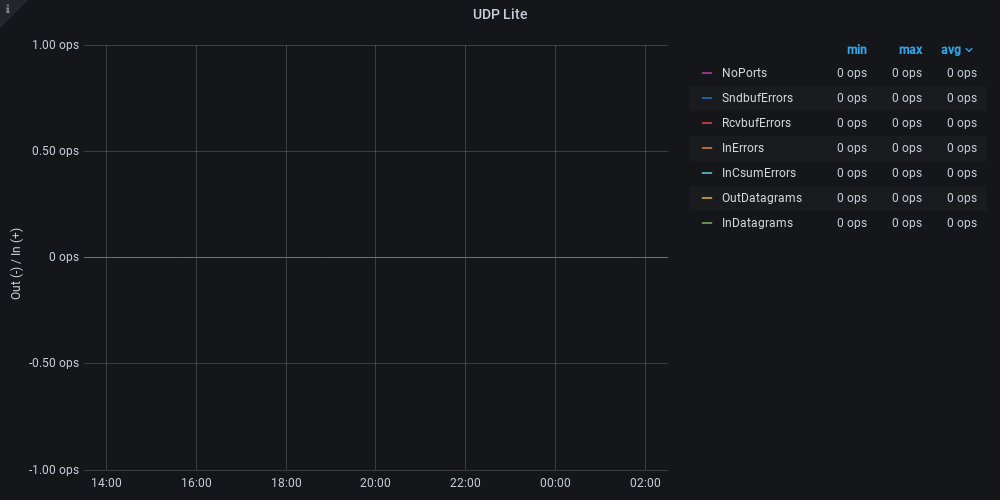 UDP Lite
1.00 ops
0.50 ops
0 ops
-0.50 ops
-1.00 ops
Out (-) / In (+)
14:00 16:00 18:00 20:00 22:00 00:00 02:00
min max avg
NoPorts 0 ops 0 ops 0 ops
SndbufErrors 0 ops 0 ops 0 ops
RcvbufErrors 0 ops 0 ops 0 ops
InErrors 0 ops 0 ops 0 ops
InCsumErrors 0 ops 0 ops 0 ops
OutDatagrams 0 ops 0 ops 0 ops
InDatagrams 0 ops 0 ops 0 ops